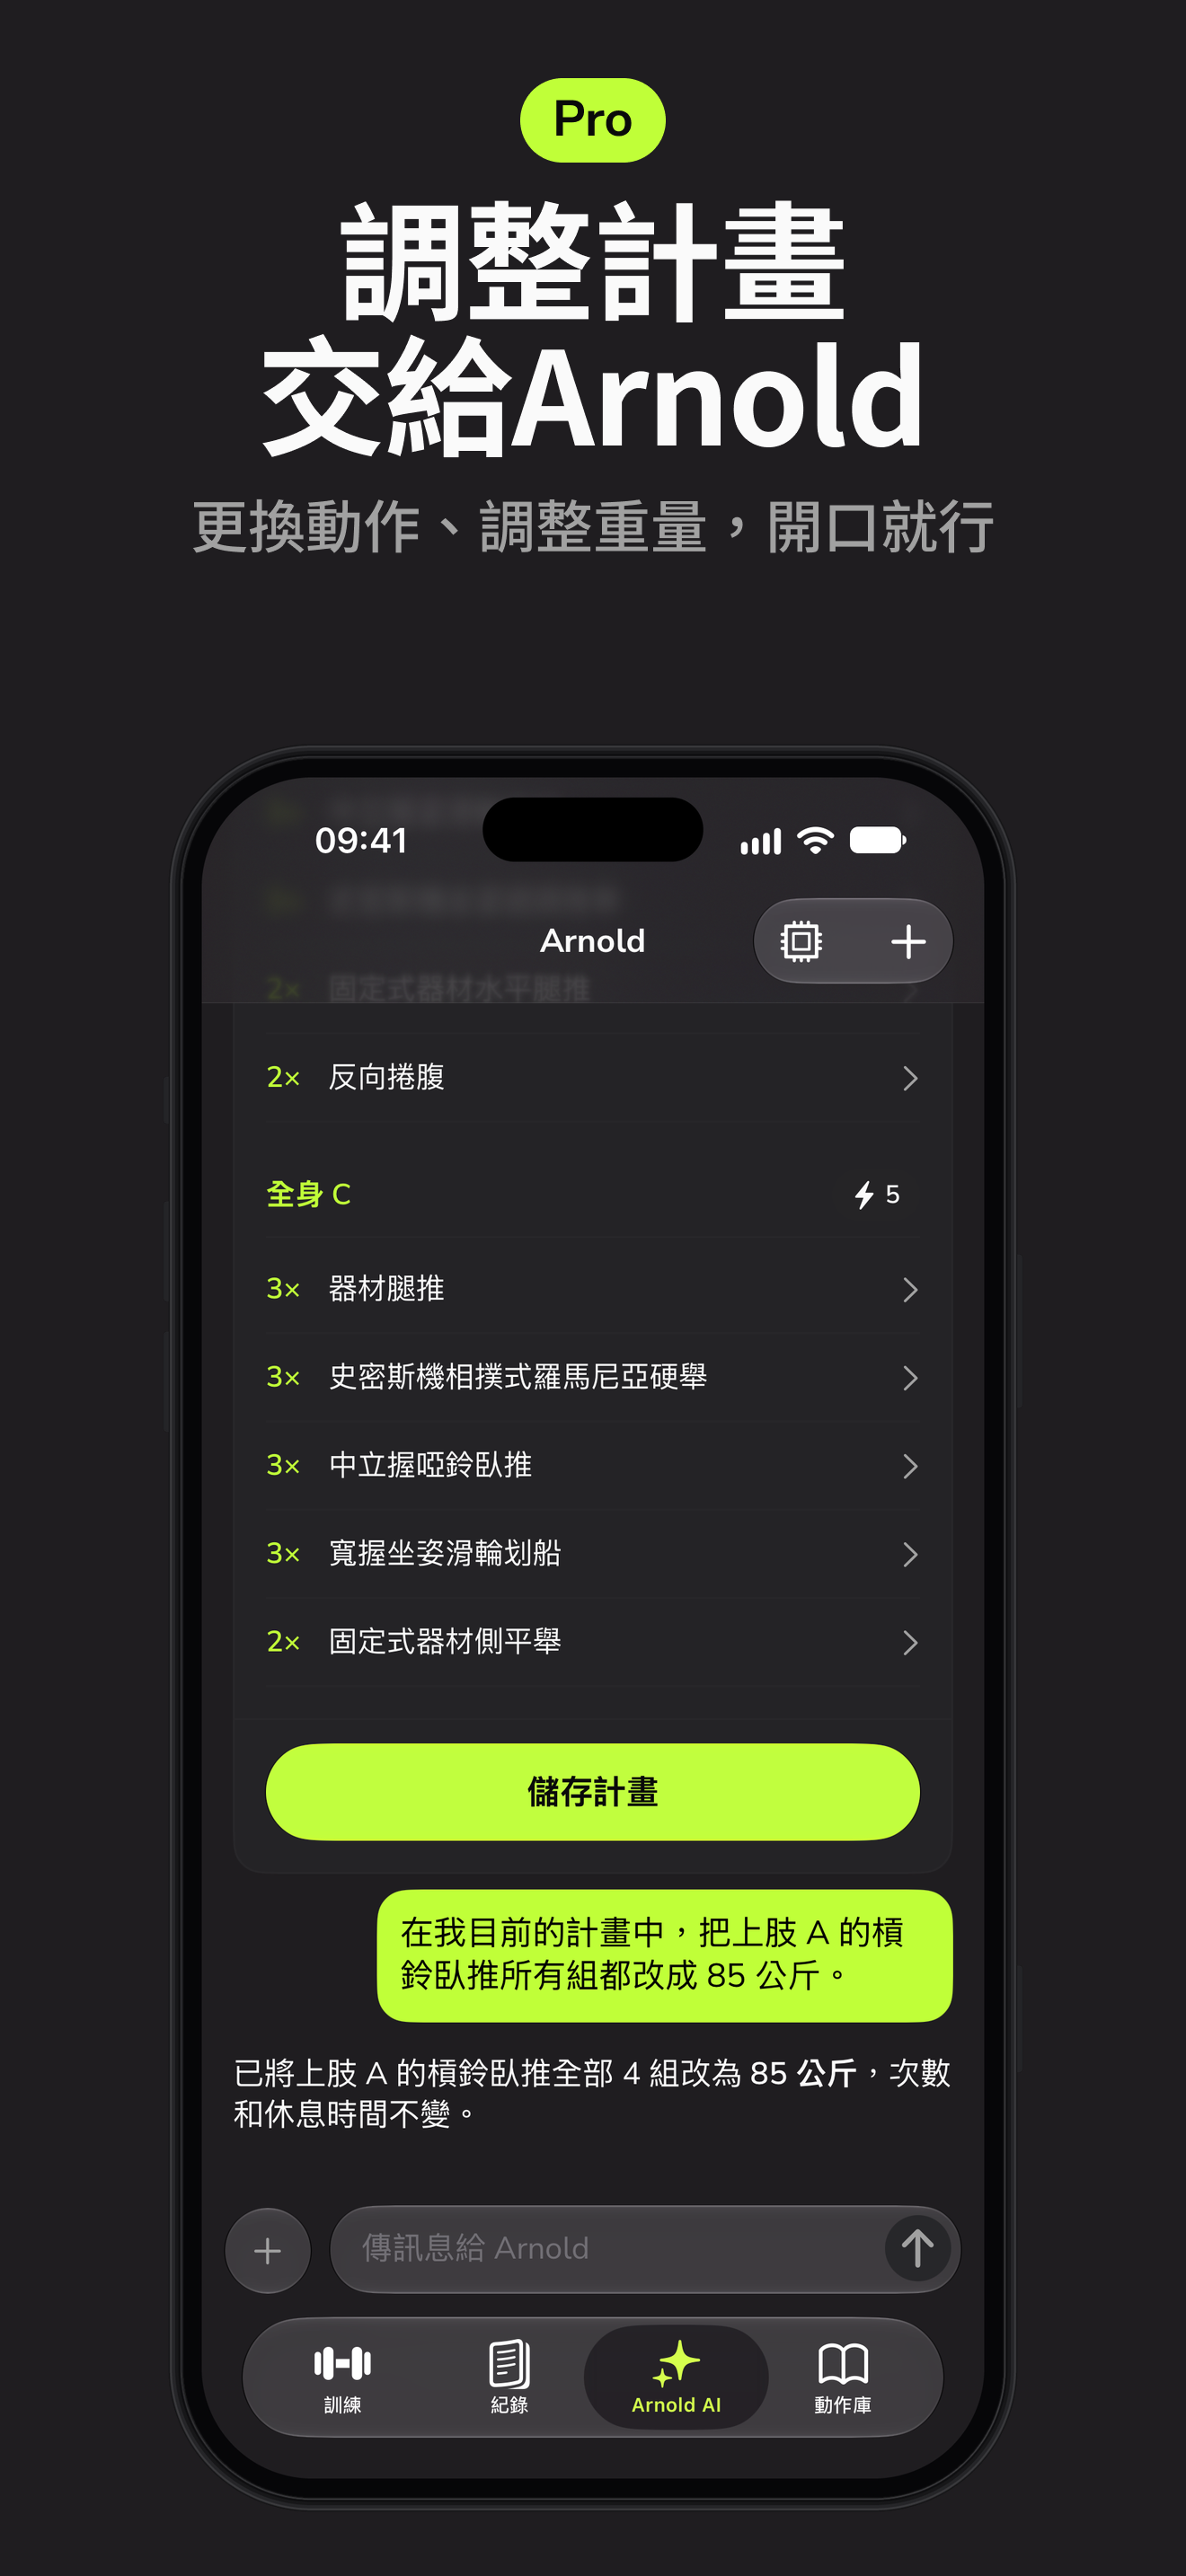 Pro
調整計畫
交給Arnold
更換動作、調整重量，開口就行
09:41
Arnold
2× 固定式器材水平腿推
2× 反向捲腹
全身 C
5
3× 器材腿推
3× 史密斯機相撲式羅馬尼亞硬舉
3× 中立握啞鈴臥推
3× 寬握坐姿滑輪划船
2× 固定式器材側平舉
儲存計畫
在我目前的計畫中，把上肢 A 的槓
鈴臥推所有組都改成 85 公斤。
已將上肢 A 的槓鈴臥推全部 4 組改為 85 公斤，次數
和休息時間不變。
傳訊息給 Arnold
訓練
紀錄
Arnold AI
動作庫